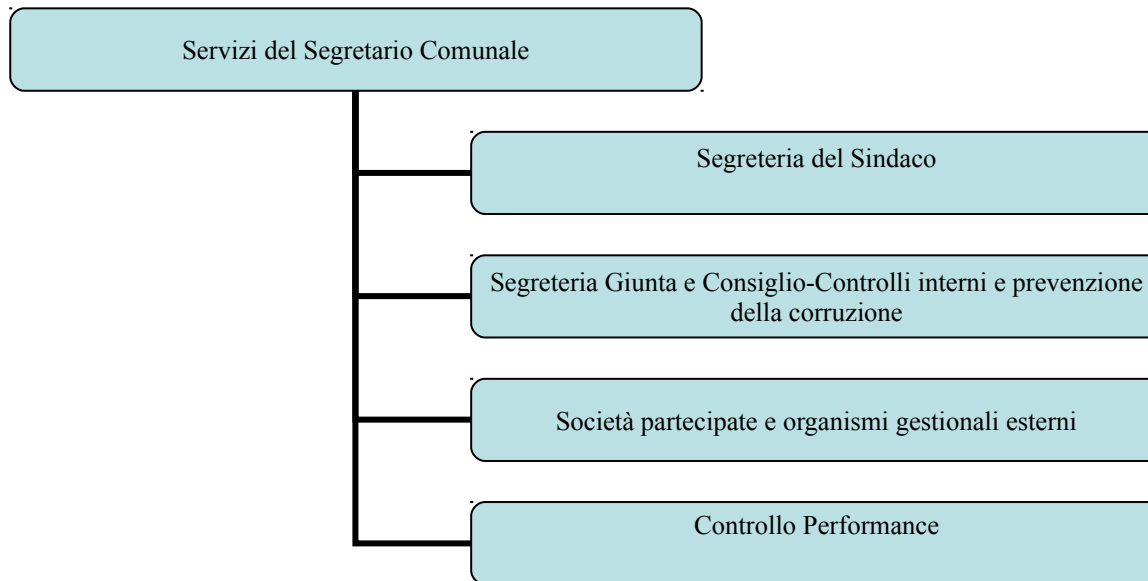 Servizi del Segretario Comunale
Segreteria del Sindaco
Segreteria Giunta e Consiglio-Controlli interni e prevenzione
della corruzione
Società partecipate e organismi gestionali esterni
Controllo Performance